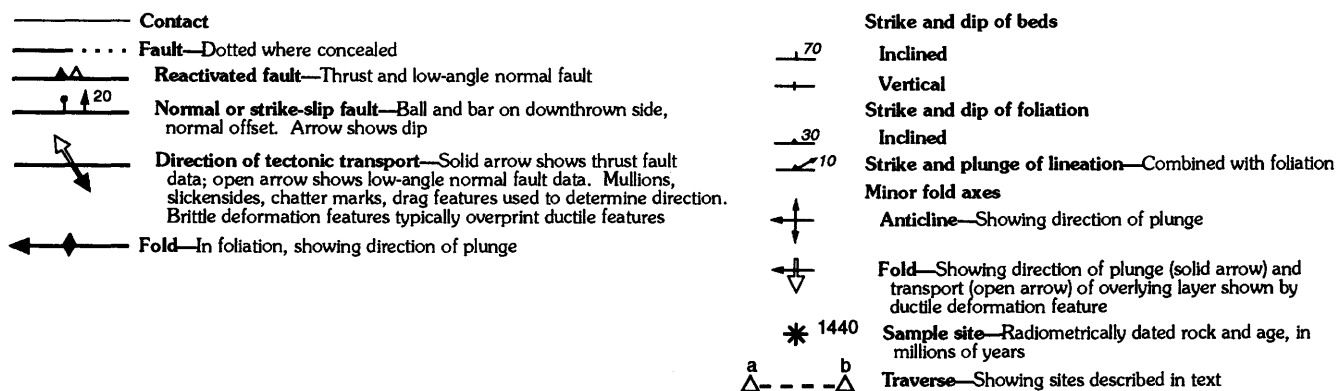 Contact
Fault—Dotted where concealed
Reactivated fault—Thrust and low-angle normal fault
20
Normal or strike-slip fault—Ball and bar on downthrown side,
normal offset. Arrow shows dip
Direction of tectonic transport—Solid arrow shows thrust fault
data; open arrow shows low-angle normal fault data. Mullions,
slickensides, chatter marks, drag features used to determine direction.
Brittle deformation features typically overprint ductile features
Fold—In foliation, showing direction of plunge
Strike and dip of beds
70 Inclined
Vertical
Strike and dip of foliation
30 Inclined
10 Strike and plunge of lineation—Combined with foliation
Minor fold axes
Anticline—Showing direction of plunge
Fold—Showing direction of plunge (solid arrow) and
transport (open arrow) of overlying layer shown by
ductile deformation feature
1440 Sample site—Radiometrically dated rock and age, in
millions of years
a b
Traverse—Showing sites described in text